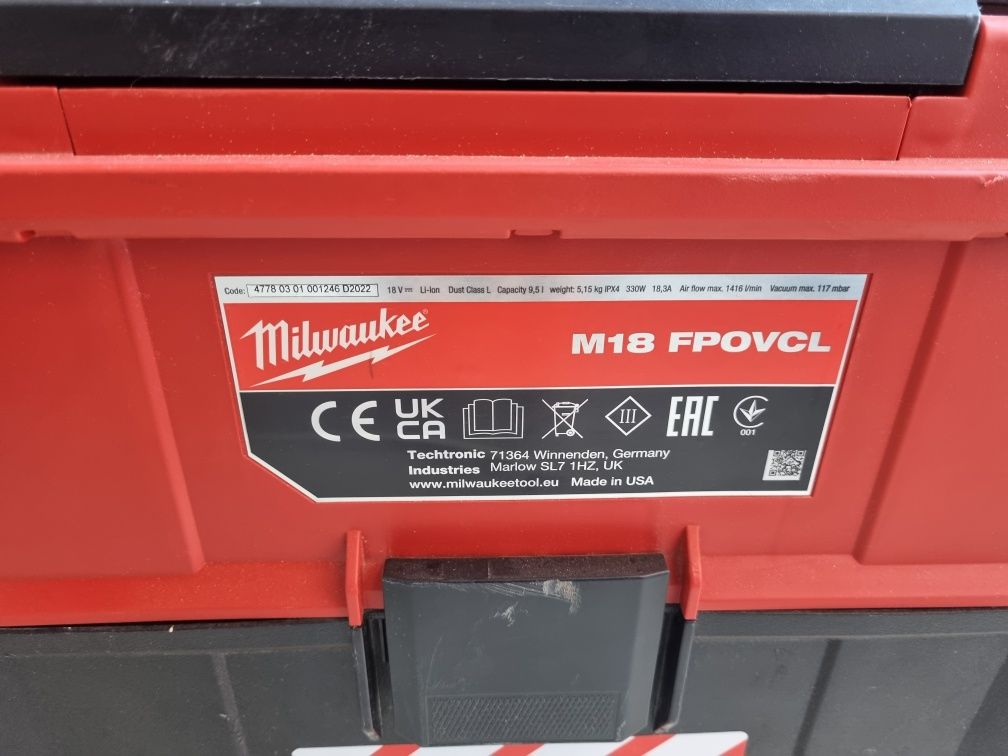 Code: 4778 03 01 001246 D2022 18 V Li-Ion Dust Class L Capacity 9,5 l weight: 5,15 kg IPX4 330W 18,3A Air flow max. 1416 l/min Vacuum max. 117 mbar
Milwaukee
M18 FPOVCL
CE UK CA III EAC
001
Techtronic 71364 Winnenden, Germany
Industries Marlow SL7 1HZ, UK
www.milwaukeetool.eu Made in USA